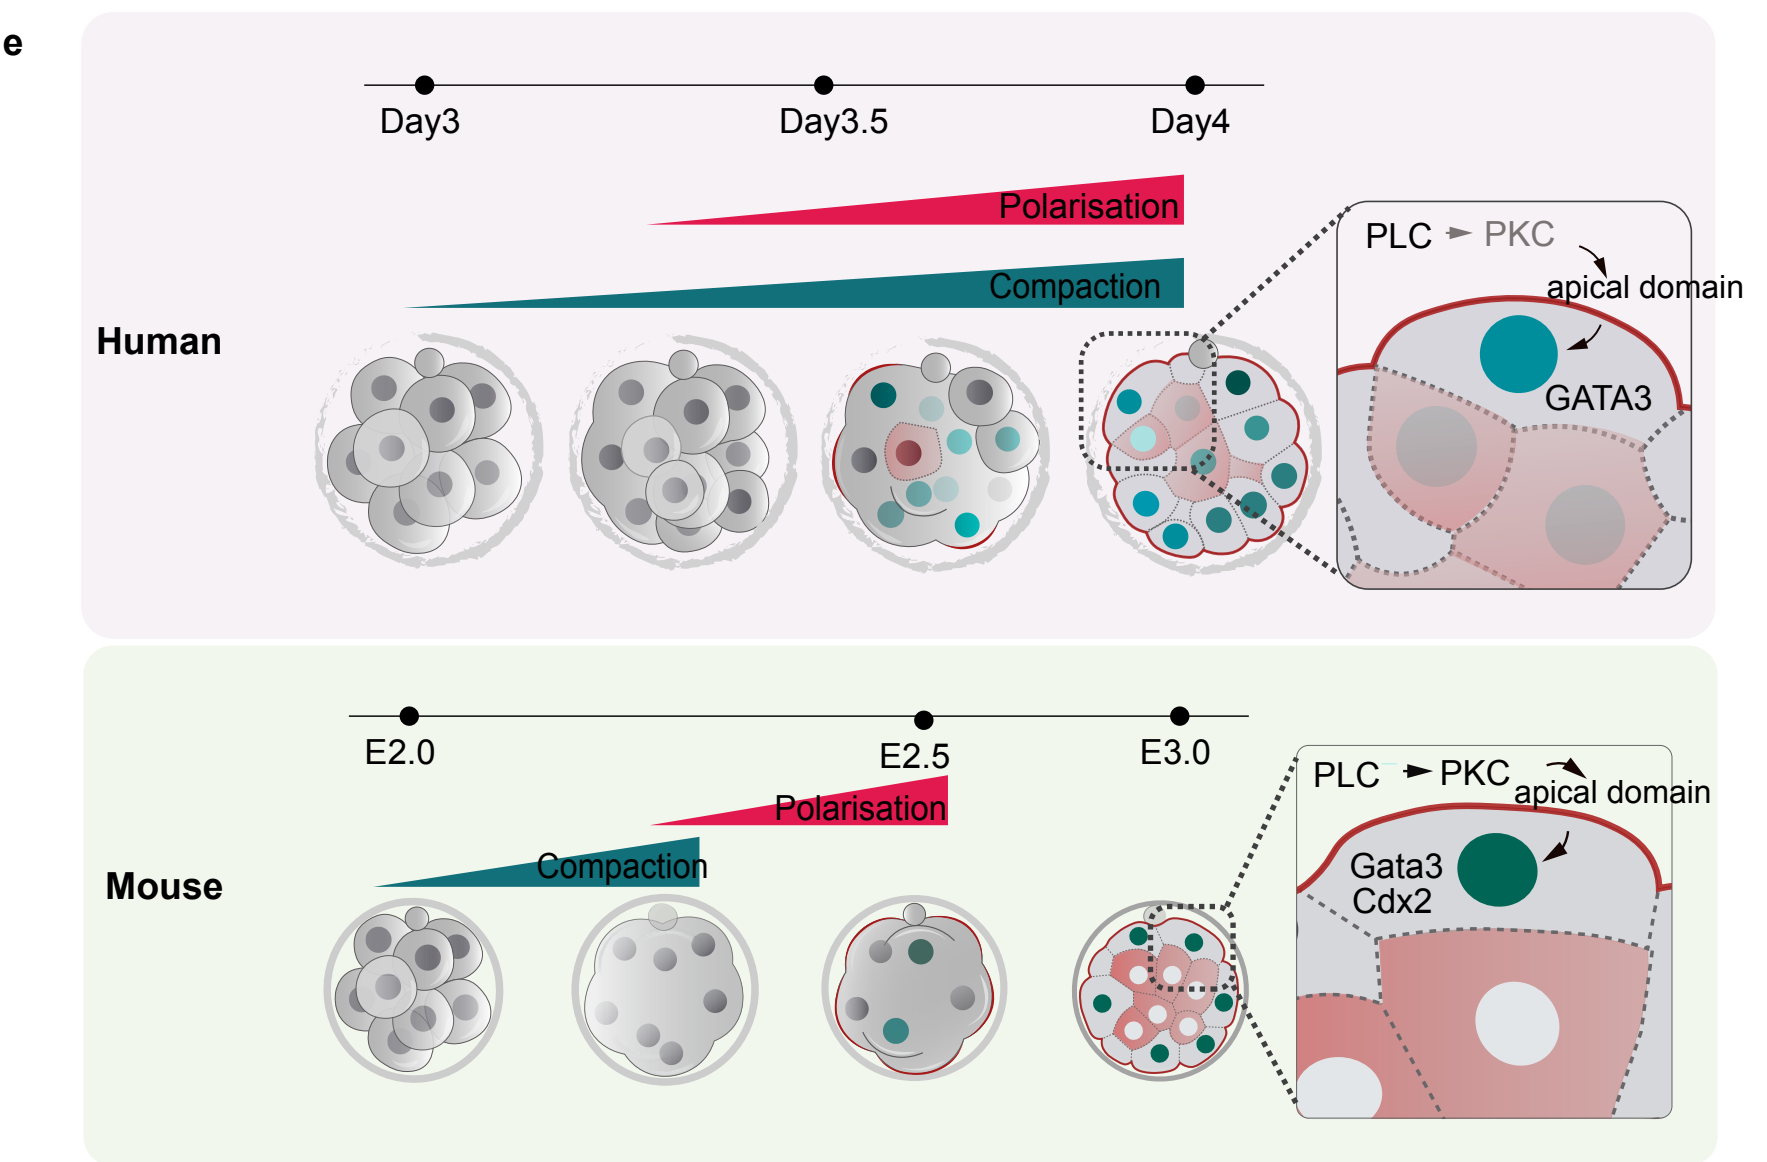 e
Day3 Day3.5 Day4
Polarisation
Compaction
Human
PLC PKC
apical domain
GATA3
E2.0 E2.5 E3.0
Polarisation
Compaction
Mouse
PLC PKC
apical domain
Gata3
Cdx2